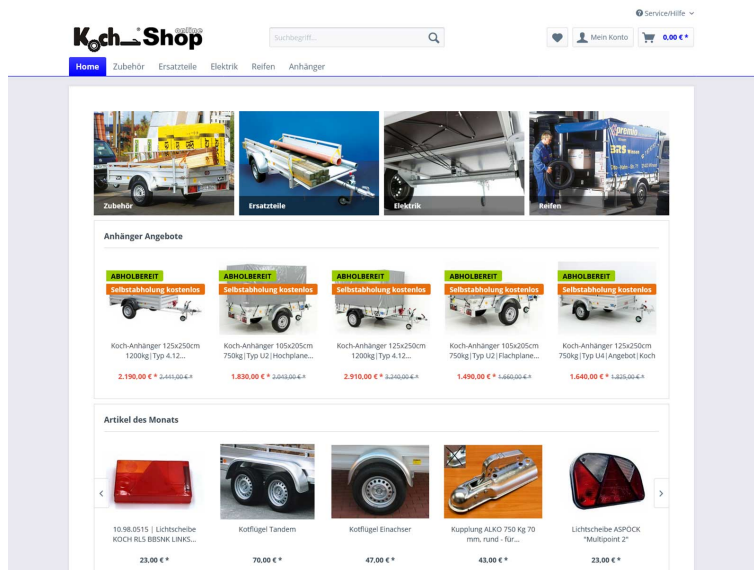 Service/Hilfe
Koch-Shop online
Suchbegriff...
Mein Konto
0,00 € *
Home Zubehör Ersatzteile Elektrik Reifen Anhänger
premio
BRS
Zubehör Ersatzteile Elektrik Reifen
Anhänger Angebote
ABHOLBEREIT ABHOLBEREIT ABHOLBEREIT ABHOLBEREIT ABHOLBEREIT
Selbstabholung kostenlos Selbstabholung kostenlos Selbstabholung kostenlos Selbstabholung kostenlos Selbstabholung kostenlos
Koch-Anhänger 125x250cm Koch-Anhänger 105x205cm Koch-Anhänger 125x250cm Koch-Anhänger 105x205cm Koch-Anhänger 125x250cm
1200kg|Typ 4.12... 750kg|Typ U2|Hochplane... 1200kg|Typ 4.12... 750kg|Typ U2|Flachplane... 750kg|Typ U4|Angebot|Koch
2.190,00 € * 2.441,00 € * 1.830,00 € * 2.043,00 € * 2.910,00 € * 3.240,00 € * 1.490,00 € * 1.660,00 € * 1.640,00 € * 1.825,00 € *
Artikel des Monats
10.98.0515 | Lichtscheibe Kotflügel Tandem Kotflügel Einachser Kupplung ALKO 750 Kg 70 Lichtscheibe ASPÖCK
KOCH RL5 BBSNK LINKS... mm. rund - für... "Multipoint 2"
23,00 € * 70,00 € * 47,00 € * 43,00 € * 23,00 € *